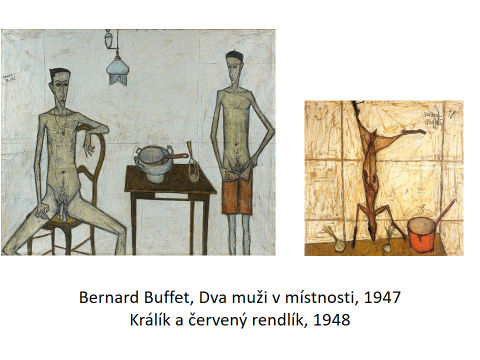 Bernard Buffet, Dva muži v místnosti, 1947
Králík a červený rendlík, 1948